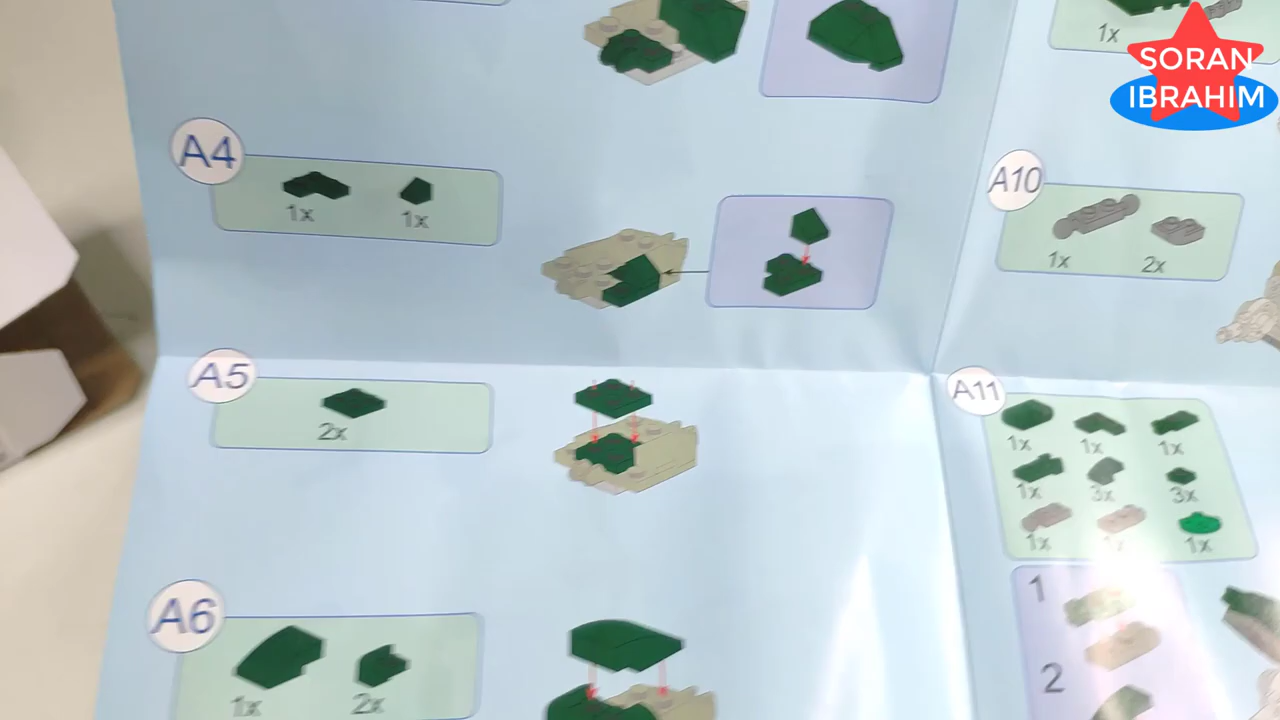 1x
SORAN
IBRAHIM
A4
1x 1x
A5
2x
A6
1x 2x
A10
1x 2x
A11
1x 1x 1x
1x 3x 3x
1x 1x 1x
1
2